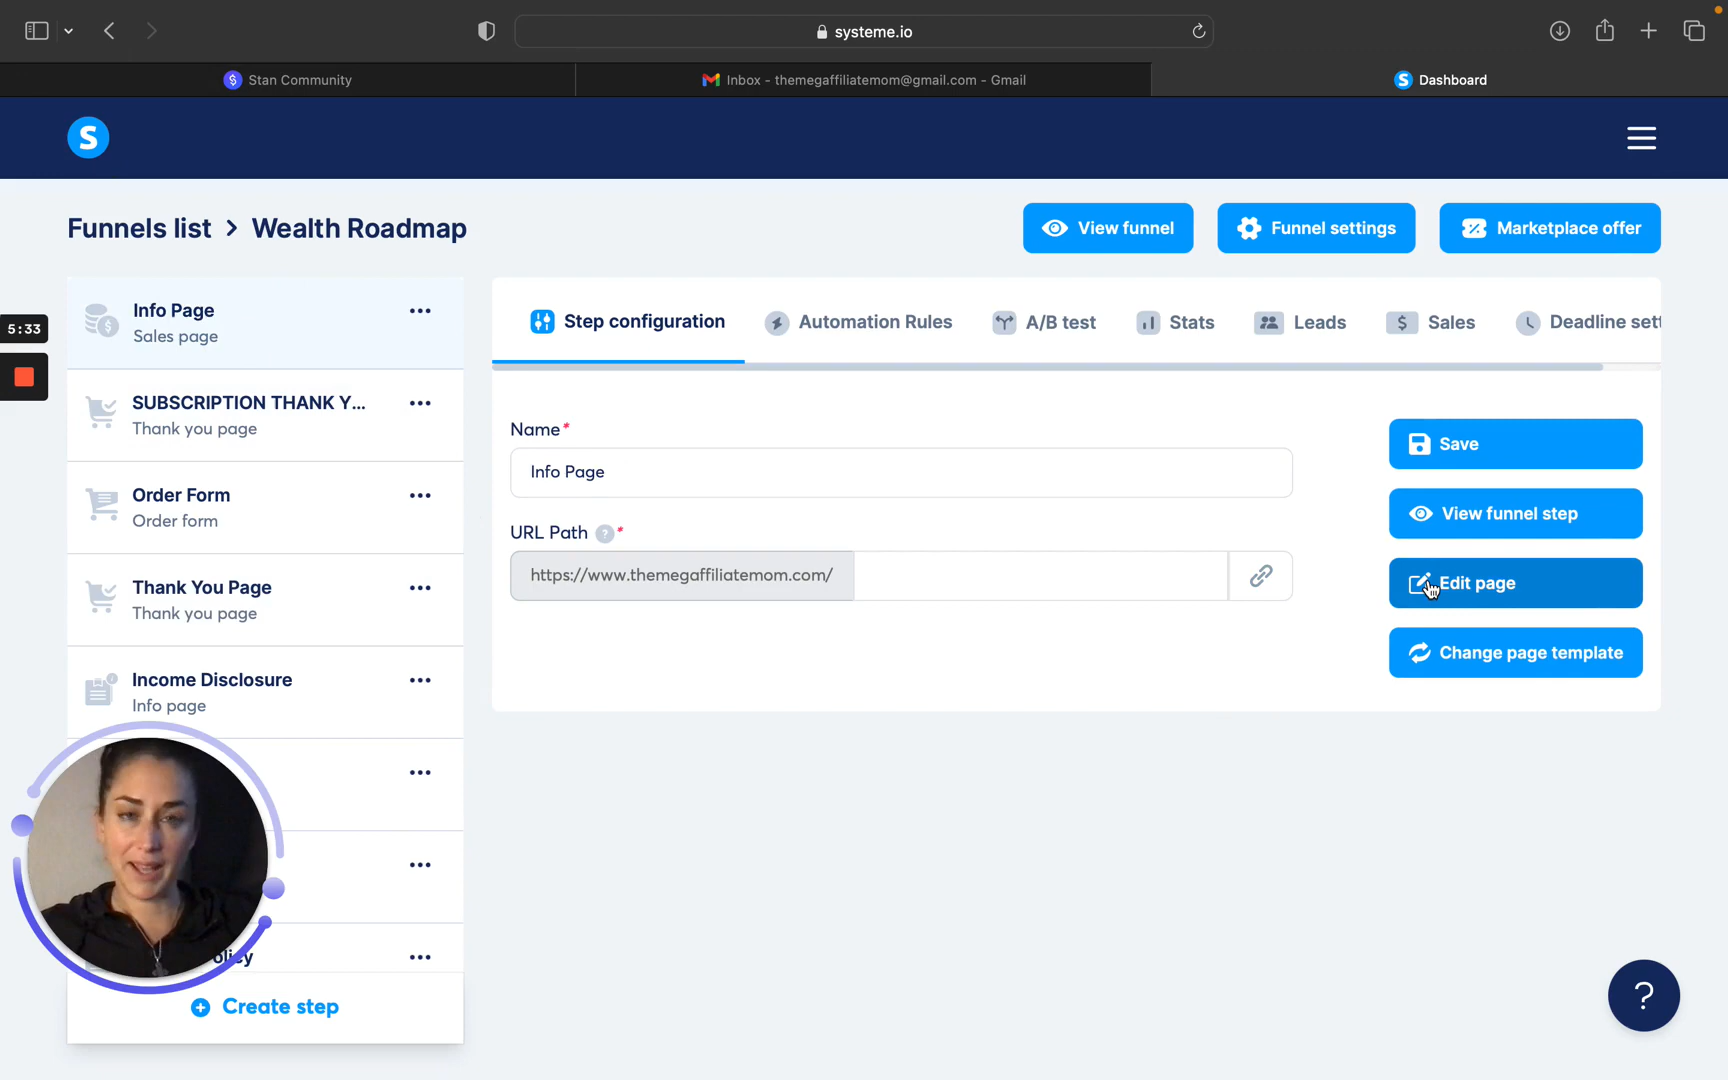 systeme.io
$ Stan Community
Inbox - themegaffiliatemom@gmail.com - Gmail
S Dashboard
S
Funnels list > Wealth Roadmap
View funnel
Funnel settings
Marketplace offer
5:33
Info Page
Sales page
SUBSCRIPTION THANK Y...
Thank you page
Order Form
Order form
Thank You Page
Thank you page
Income Disclosure
Info page
Create step
Step configuration
Automation Rules
A/B test
Stats
Leads
$ Sales
Deadline sett
Name*
Info Page
URL Path ?*
https://www.themegaffiliatemom.com/
Save
View funnel step
Edit page
Change page template
?